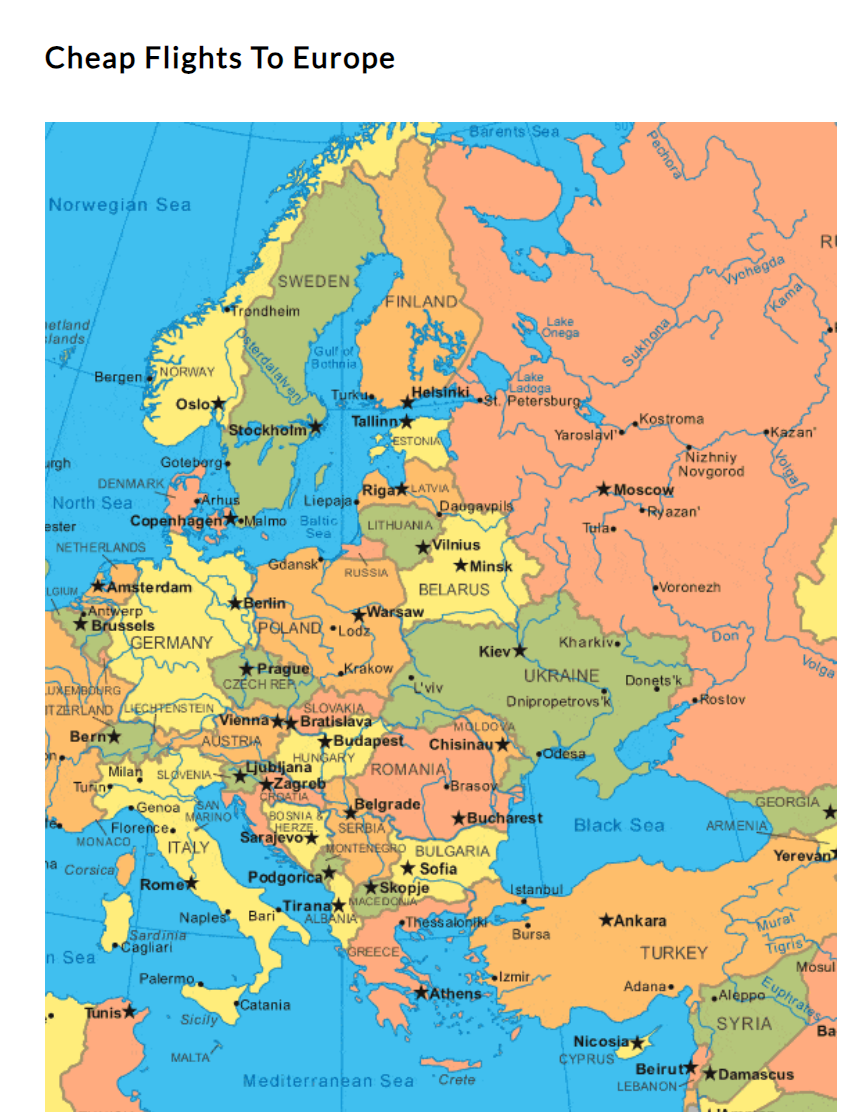 Cheap Flights To Europe
Barents Sea
50°
Pechora
Norwegian Sea
RU
Vychegda
SWEDEN
Kama
FINLAND
Trondheim
etland
slands
Lake
Onega
Sukhona
Osterdalalven
Gulf of
Bothnia
NORWAY
Bergen
Lake
Ladoga
Turku
Helsinki
St. Petersburg
Oslo
Stockholm
Tallinn
Kostroma
ESTONIA
Yaroslavl'
Kazan'
Goteborg
urgh
Nizhniy
Novgorod
Volga
DENMARK
Riga
LATVIA
Moscow
North Sea
Arhus
Liepaja
Daugavpils
Ryazan'
Copenhagen
Malmo
Baltic
Sea
LITHUANIA
Tula
ester
NETHERLANDS
Vilnius
Gdansk
RUSSIA
Minsk
Amsterdam
BELARUS
Voronezh
LGIUM
Antwerp
Berlin
Warsaw
Brussels
GERMANY
POLAND
Lodz
Don
Kharkiv
Kiev
Volga
Prague
Krakow
UKRAINE
CZECH REP.
L'viv
Donets'k
LUXEMBOURG
Dnipropetrovs'k
Rostov
ITZERLAND
LIECHTENSTEIN
SLOVAKIA
Vienna
Bratislava
MOLDOVA
Bern
AUSTRIA
Budapest
Chisinau
Odesa
on
HUNGARY
Milan
SLOVENIA
Ljubljana
ROMANIA
Turin
Zagreb
Brasov
CROATIA
Genoa
SAN
MARINO
Belgrade
GEORGIA
BOSNIA &
HERZE.
Bucharest
Florence
SERBIA
Black Sea
ARMENIA
MONACO
Sarajevo
ITALY
MONTENEGRO
BULGARIA
Yerevan
Corsica
Sofia
Podgorica
Rome
Skopje
Istanbul
Tirana
MACEDONIA
Naples
Bari
ALBANIA
Thessaloniki
Ankara
Murat
Bursa
Sardinia
Cagliari
Tigris
GREECE
TURKEY
n Sea
Mosul
Palermo
Izmir
Adana
Athens
Aleppo
Euphrates
Catania
Tunis
Sicily
SYRIA
Ba
Nicosia
MALTA
CYPRUS
Beirut
Mediterranean Sea
Crete
LEBANON
Damascus